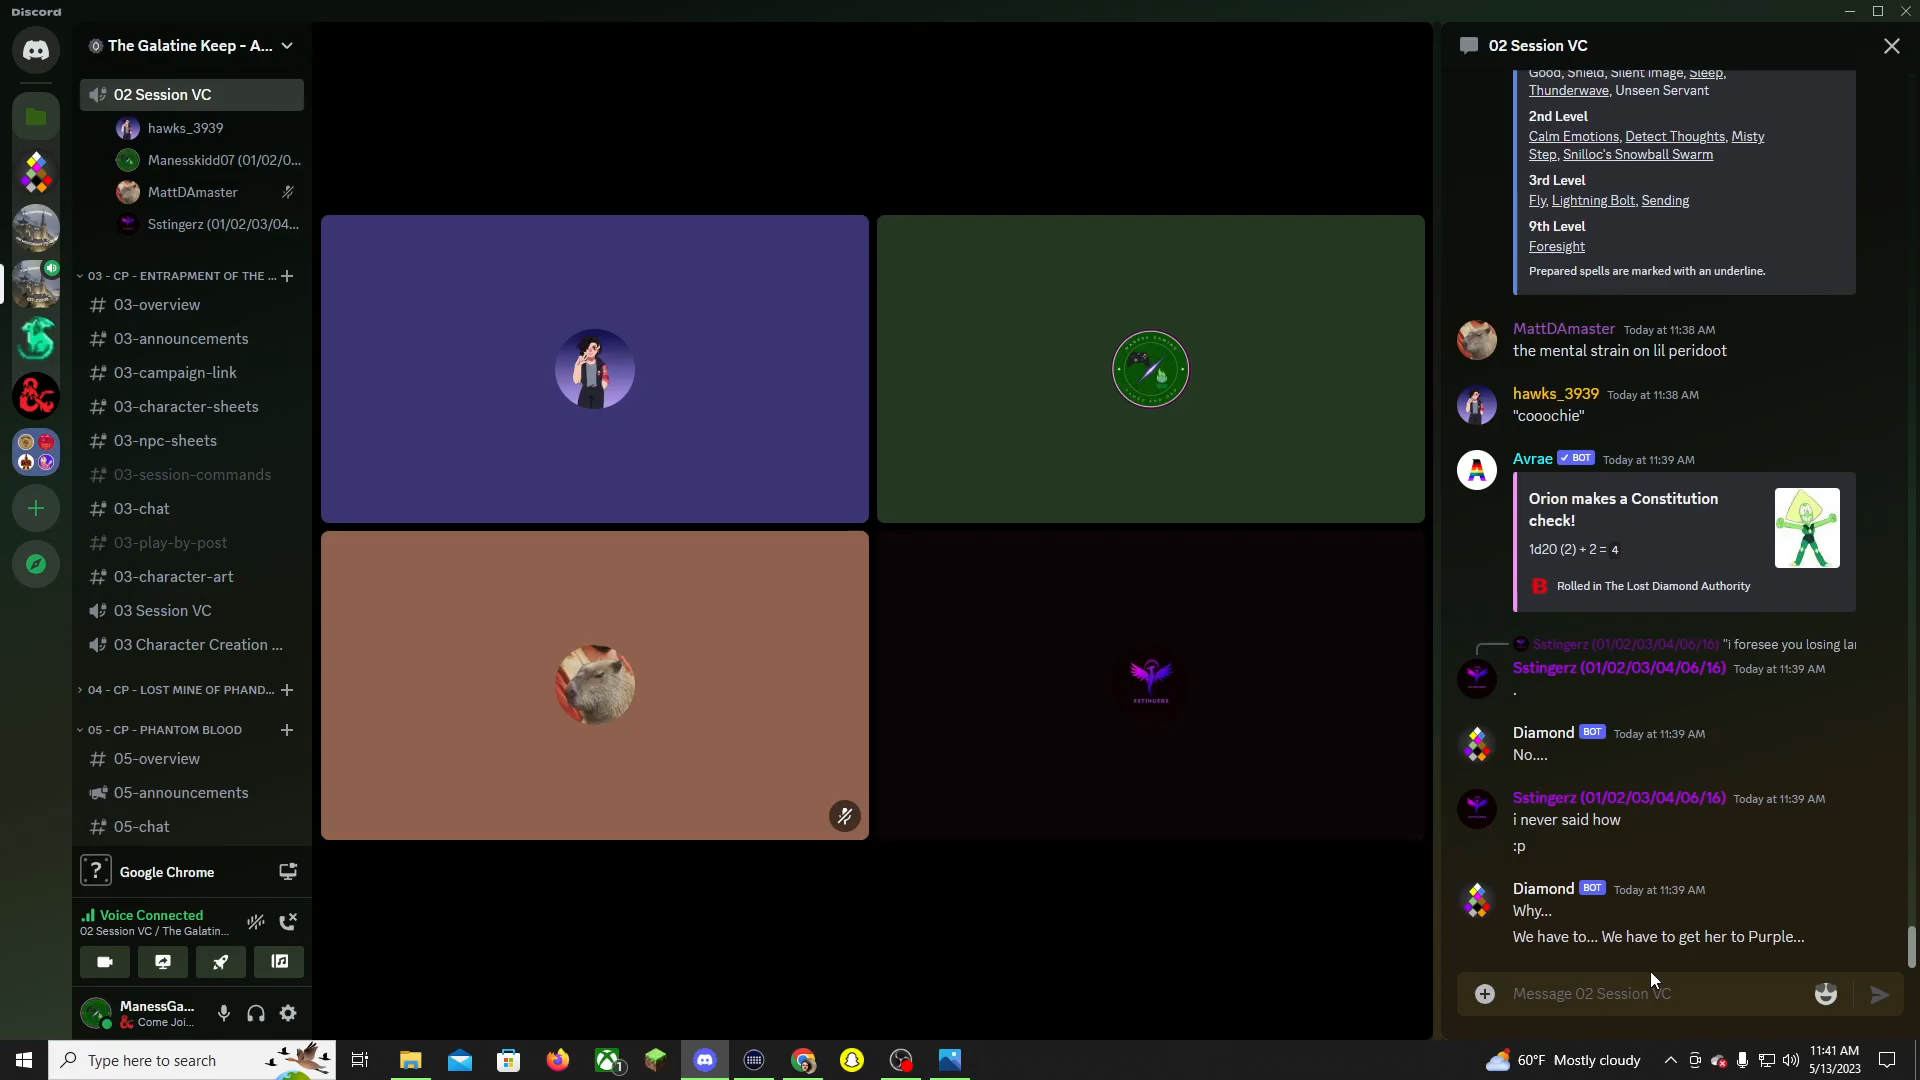 Discord
The Galatine Keep - A...
02 Session VC
hawks_3939
Manesskidd07 (01/02/0...
MattDAmaster
Sstingerz (01/02/03/04...
03 - CP - ENTRAPMENT OF THE ...
03-overview
03-announcements
03-campaign-link
03-character-sheets
03-npc-sheets
03-session-commands
03-chat
03-play-by-post
03-character-art
03 Session VC
03 Character Creation ...
04 - CP - LOST MINE OF PHAND...
05 - CP - PHANTOM BLOOD
05-overview
05-announcements
05-chat
Google Chrome
Voice Connected
02 Session VC / The Galatin...
ManessGa...
Come Joi...
SSTINGERZ
02 Session VC
Good, Shield, Silent Image, Sleep,
Thunderwave, Unseen Servant
2nd Level
Calm Emotions, Detect Thoughts, Misty
Step, Snilloc's Snowball Swarm
3rd Level
Fly, Lightning Bolt, Sending
9th Level
Foresight
Prepared spells are marked with an underline.
MattDAmaster Today at 11:38 AM
the mental strain on lil peridoot
hawks_3939 Today at 11:38 AM
"cooochie"
Avrae BOT Today at 11:39 AM
Orion makes a Constitution
check!
1d20 (2) + 2 = 4
Rolled in The Lost Diamond Authority
Sstingerz (01/02/03/04/06/16) "i foresee you losing lar
Sstingerz (01/02/03/04/06/16) Today at 11:39 AM
.
Diamond BOT Today at 11:39 AM
No....
Sstingerz (01/02/03/04/06/16) Today at 11:39 AM
i never said how
:p
Diamond BOT Today at 11:39 AM
Why...
We have to... We have to get her to Purple...
Message 02 Session VC
Type here to search
1
60°F Mostly cloudy
11:41 AM
5/13/2023